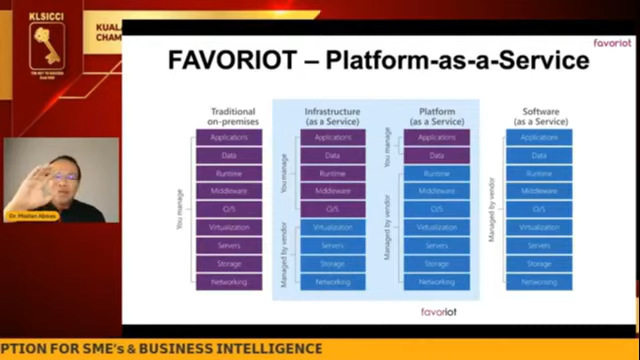 KLSICCI
THE KEY TO SUCCESS
KUA
CHAM
favoriot
FAVORIOT – Platform-as-a-Service
Traditional
on-premises
Applications
Data
Runtime
Middleware
O/S
Virtualization
Servers
Storage
Networking
You manage
Infrastructure
(as a Service)
Applications
Data
Runtime
Middleware
O/S
Virtualization
Servers
Storage
Networking
You manage
Managed by vendor
Platform
(as a Service)
Applications
Data
Runtime
Middleware
O/S
Virtualization
Servers
Storage
Networking
You manage
Managed by vendor
Software
(as a Service)
Applications
Data
Runtime
Middleware
O/S
Virtualization
Servers
Storage
Networking
Managed by vendor
favoriot
Dr. Mazlan Abbas
PTION FOR SME's & BUSINESS INTELLIGENCE